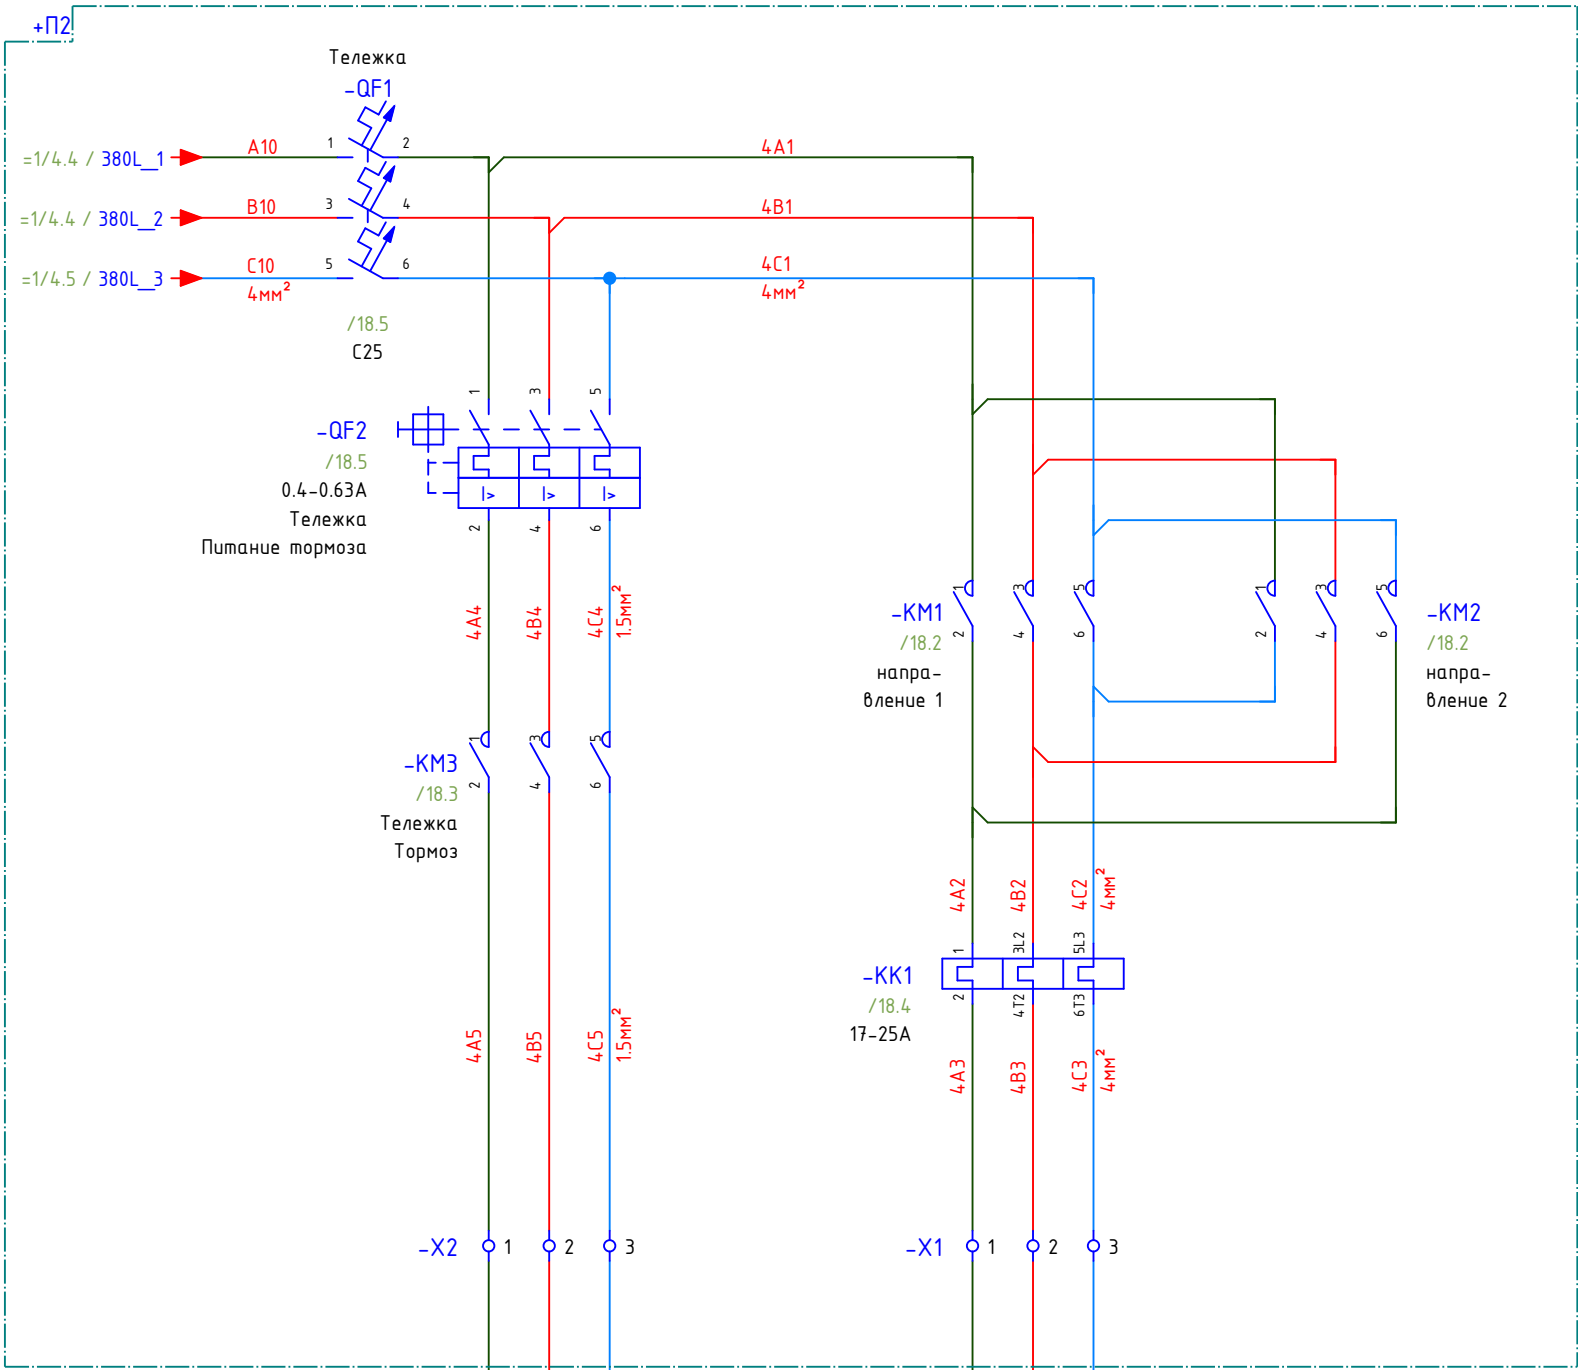 +П2
Тележка
-QF1
=1/4.4 / 380L__1
A10
1
2
4A1
=1/4.4 / 380L__2
B10
3
4
4B1
=1/4.5 / 380L__3
C10
4мм²
5
6
4C1
4мм²
/18.5
C25
1
3
5
-QF2
/18.5
0.4-0.63A
Тележка
Питание тормоза
I>
I>
I>
2
4
6
4A4
4B4
4C4
1.5мм²
-KM1
/18.2
направ-
вление 1
1
3
5
2
4
6
1
3
5
2
4
6
-KM2
/18.2
напра-
вление 2
-KM3
/18.3
Тележка
Тормоз
1
3
5
2
4
6
4A2
4B2
4C2
4мм²
-KK1
/18.4
17-25A
1
3L2
5L3
2
4T2
6T3
4A5
4B5
4C5
1.5мм²
4A3
4B3
4C3
4мм²
-X2
1
2
3
-X1
1
2
3